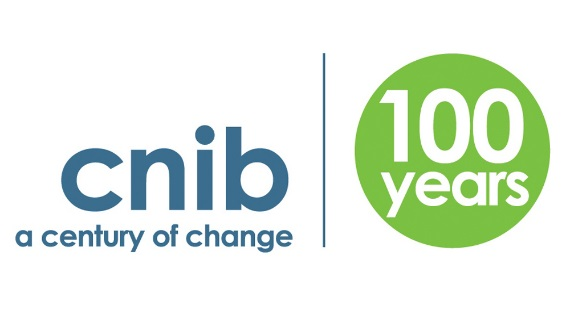 cnib
a century of change
100
years